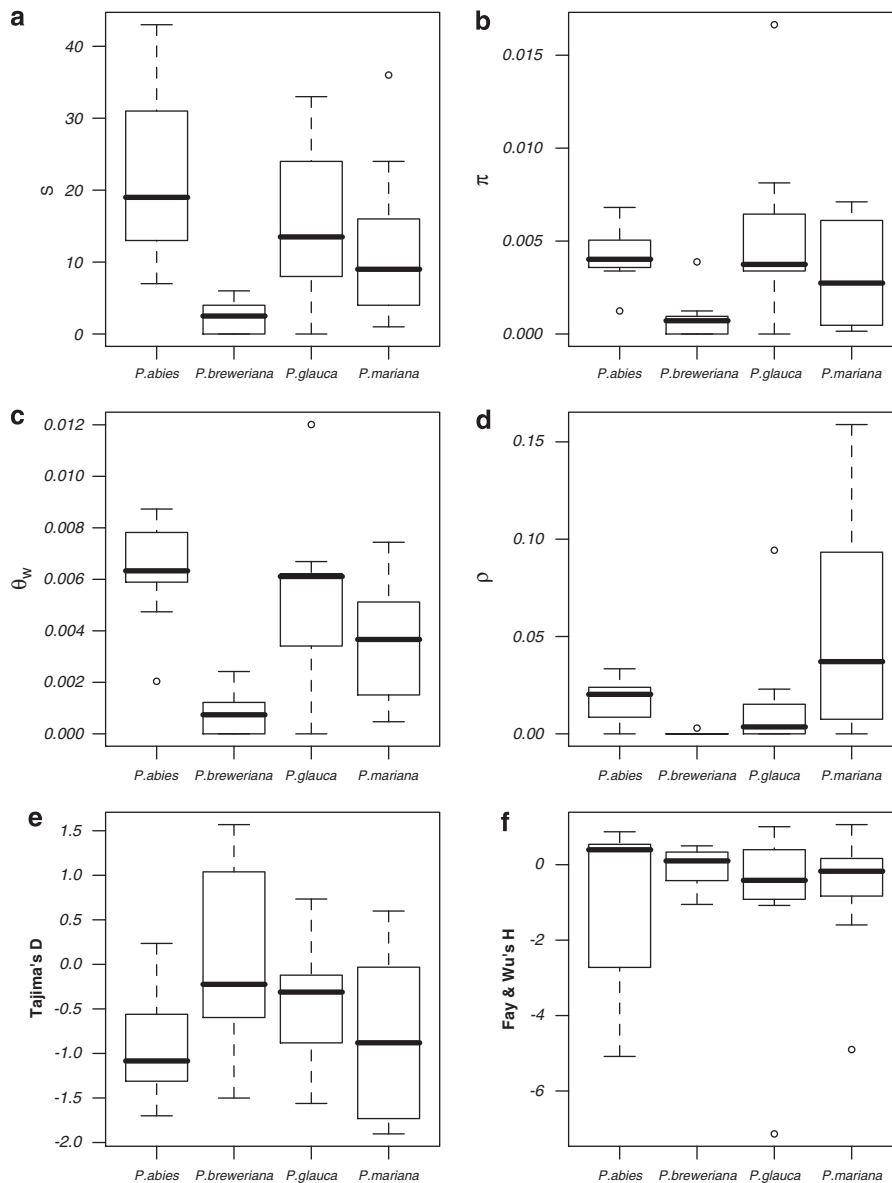 a
40
30
20
10
0
S
P.abies P.breweriana P.glauca P.mariana
b
0.015
0.010
0.005
0.000
π
P.abies P.breweriana P.glauca P.mariana
c
0.012
0.010
0.008
0.006
0.004
0.002
0.000
θw
P.abies P.breweriana P.glauca P.mariana
d
0.15
0.10
0.05
0.00
ρ
P.abies P.breweriana P.glauca P.mariana
e
1.5
1.0
0.5
0.0
-0.5
-1.0
-1.5
-2.0
Tajima's D
P.abies P.breweriana P.glauca P.mariana
f
0
-2
-4
-6
Fay & Wu's H
P.abies P.breweriana P.glauca P.mariana